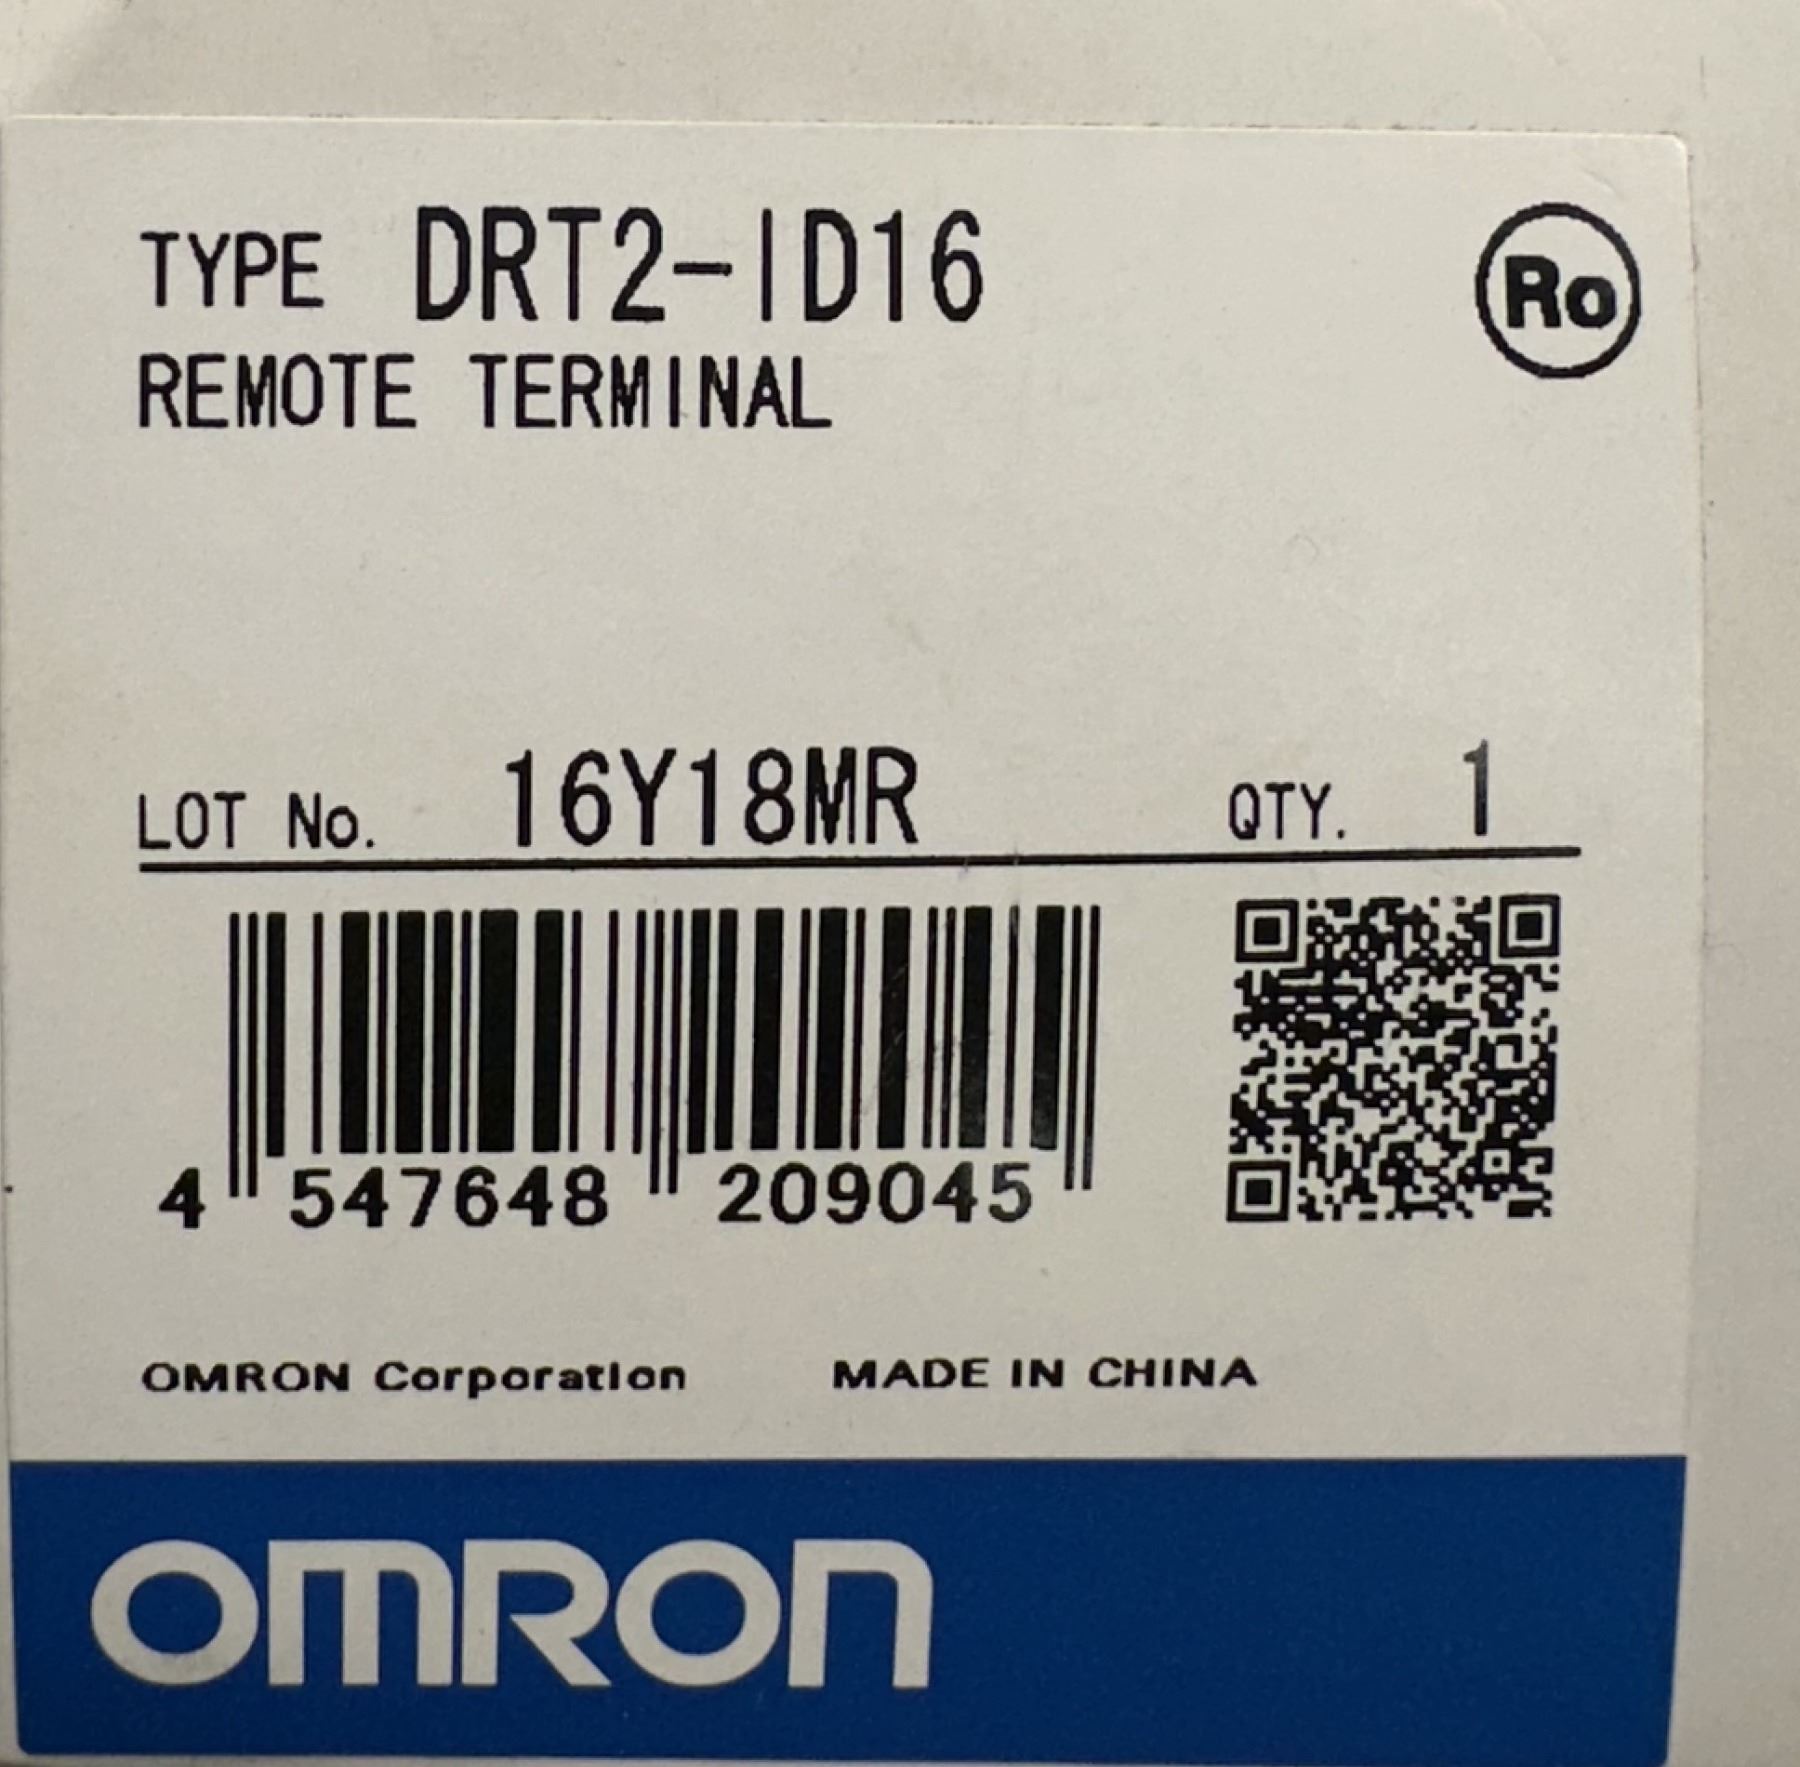 TYPE DRT2-ID16
Ro
REMOTE TERMINAL
LOT No. 16Y18MR QTY. 1
4 547648 209045
OMRON Corporation MADE IN CHINA
OMRON